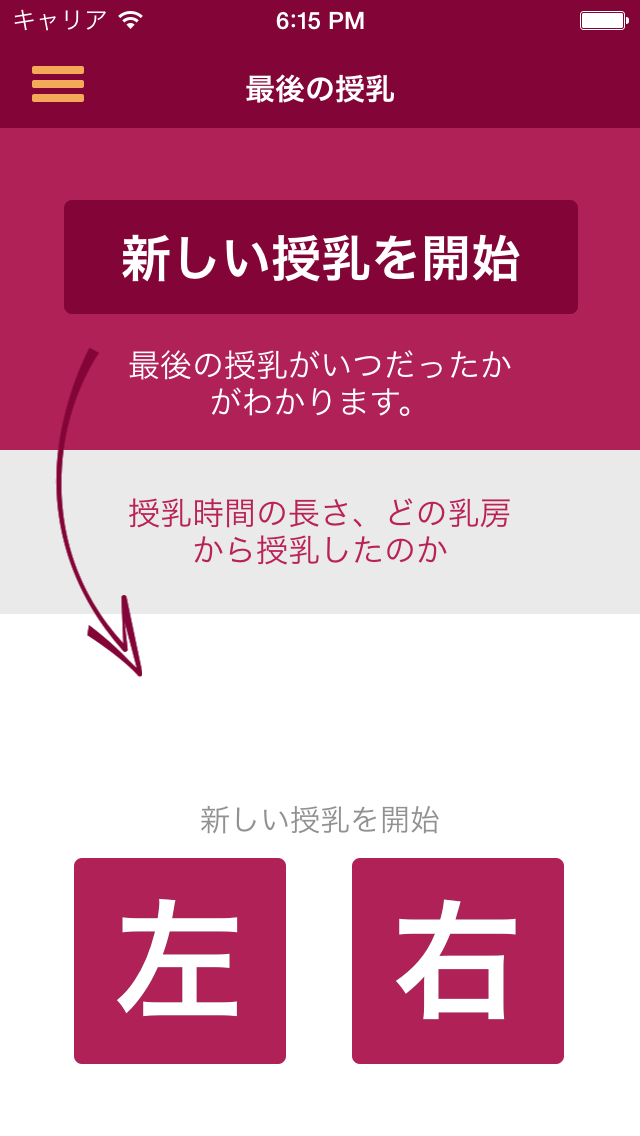 キャリア 6:15 PM
最後の授乳
新しい授乳を開始
最後の授乳がいつだったか
がわかります。
授乳時間の長さ、どの乳房
から授乳したのか
新しい授乳を開始
左 右